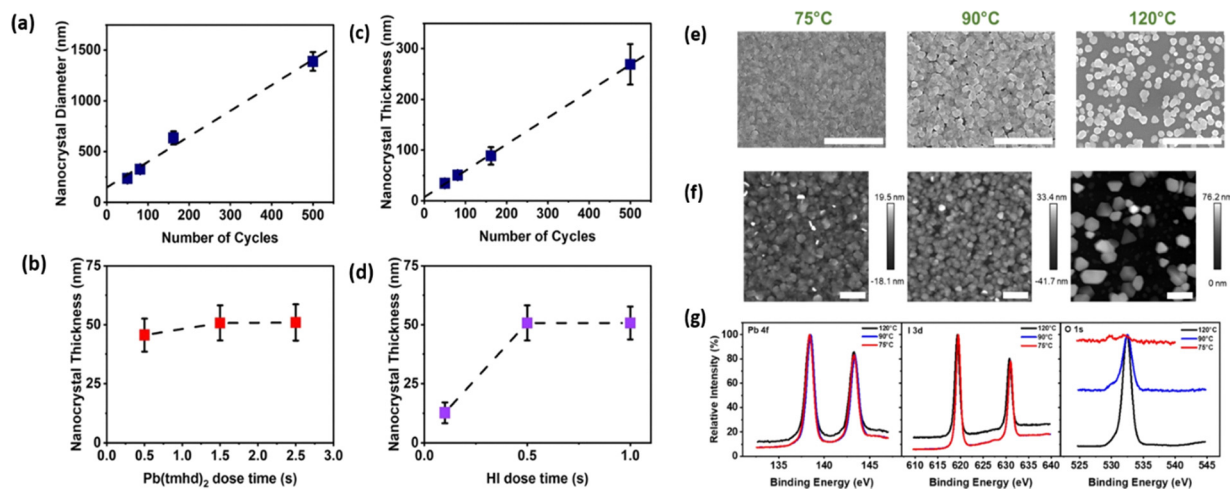 (a)
Nanocrystal Diameter (nm)
1500
1250
1000
750
500
250
0
0 100 200 300 400 500
Number of Cycles
(c)
Nanocrystal Thickness (nm)
300
200
100
0
0 100 200 300 400 500
Number of Cycles
(b)
Nanocrystal Thickness (nm)
75
50
25
0
0.0 0.5 1.0 1.5 2.0 2.5 3.0
Pb(tmhd)₂ dose time (s)
(d)
Nanocrystal Thickness (nm)
75
50
25
0
0.0 0.5 1.0
HI dose time (s)
75°C 90°C 120°C
(e)
(f)
19.5 nm
-18.1 nm
33.4 nm
-41.7 nm
76.2 nm
0 nm
(g)
Relative Intensity (%)
100
80
60
40
20
0
Pb 4f
120°C
90°C
75°C
135 140 145
Binding Energy (eV)
I 3d
120°C
90°C
75°C
610 615 620 625 630 635 640
Binding Energy (eV)
O 1s
120°C
90°C
75°C
525 530 535 540 545
Binding Energy (eV)